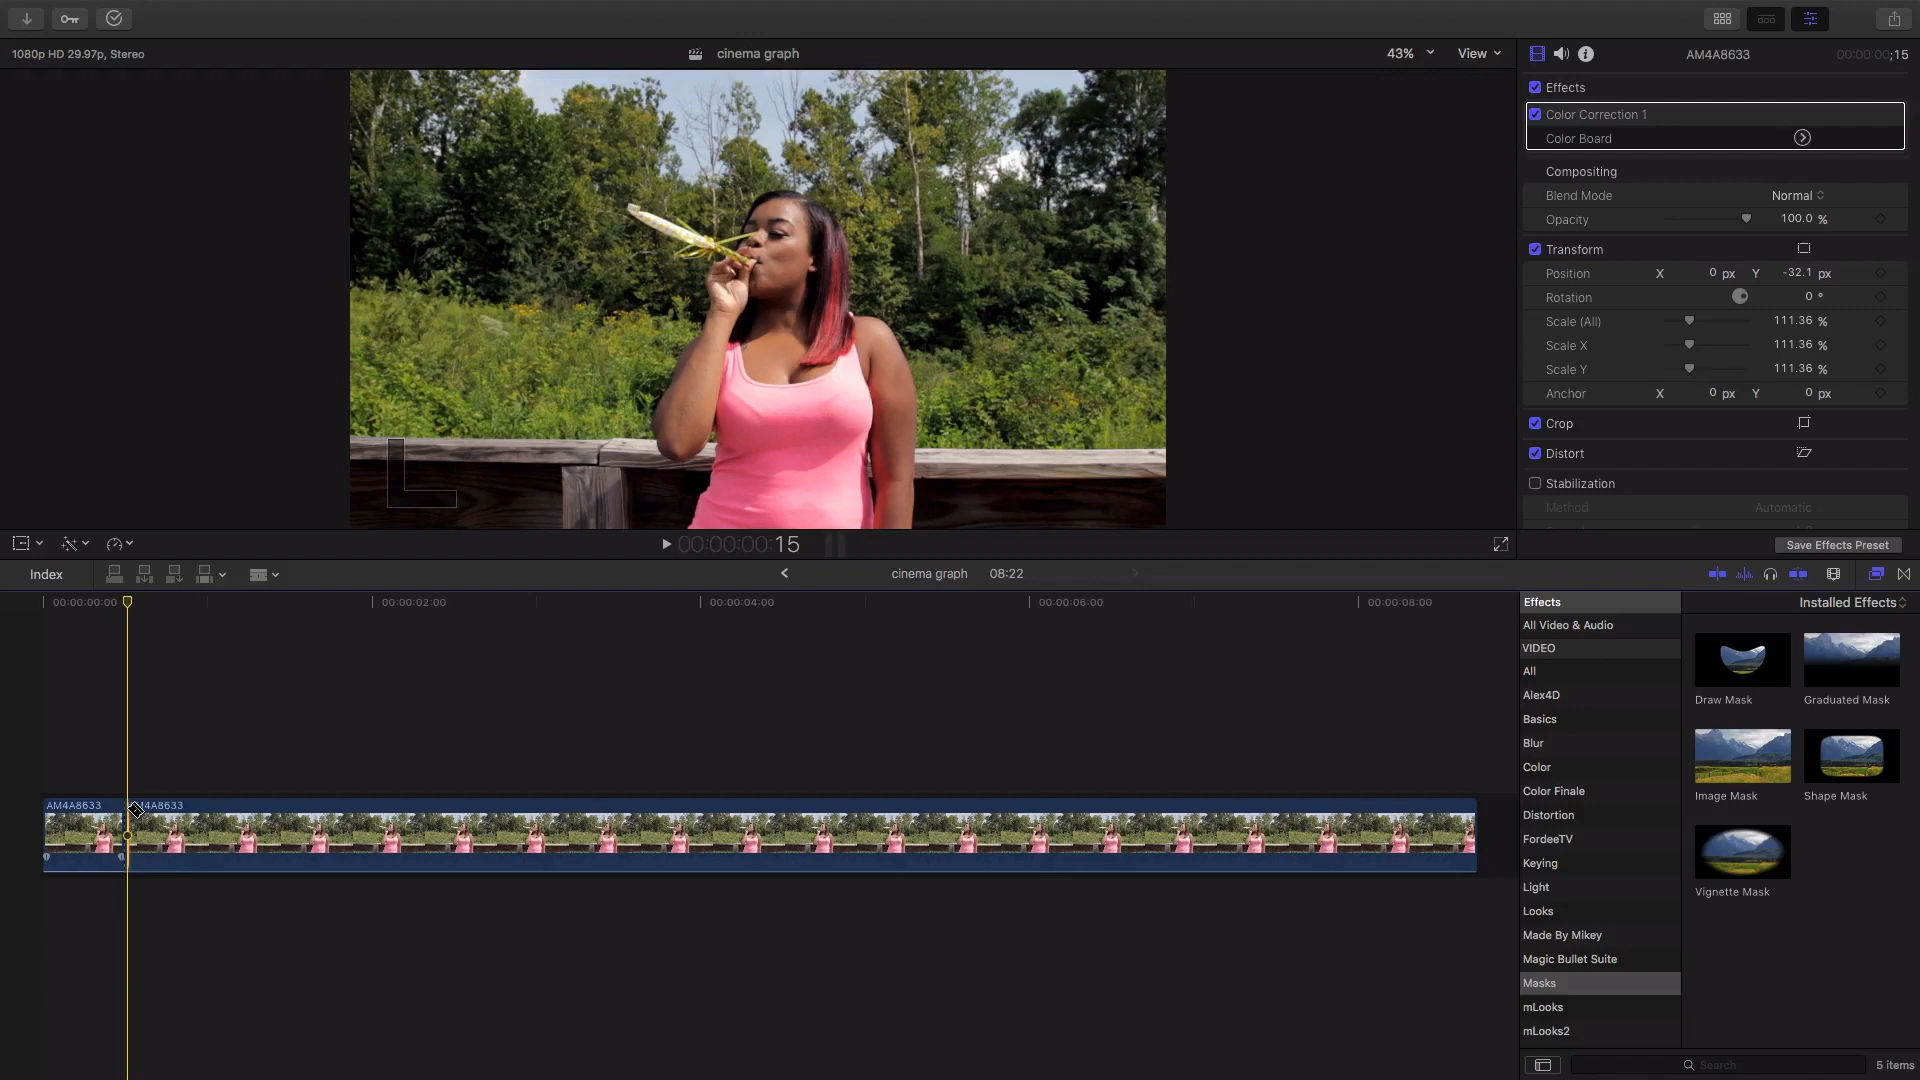 1080p HD 29.97p, Stereo
cinema graph
43%
View
AM4A8633
00:00:00;15
Effects
Color Correction 1
Color Board
Compositing
Blend Mode
Normal
Opacity
100.0 %
Transform
Position
X
0 px
Y
-32.1 px
Rotation
0 °
Scale (All)
111.36 %
Scale X
111.36 %
Scale Y
111.36 %
Anchor
X
0 px
Y
0 px
Crop
Distort
Stabilization
Method
Automatic
00:00:00:15
Save Effects Preset
Index
cinema graph
08:22
00:00:00:00
00:00:02:00
00:00:04:00
00:00:06:00
00:00:08:00
AM4A8633
4A8633
Effects
Installed Effects
All Video & Audio
VIDEO
All
Alex4D
Basics
Blur
Color
Color Finale
Distortion
FordeeTV
Keying
Light
Looks
Made By Mikey
Magic Bullet Suite
Masks
mLooks
mLooks2
Draw Mask
Graduated Mask
Image Mask
Shape Mask
Vignette Mask
Search
5 items